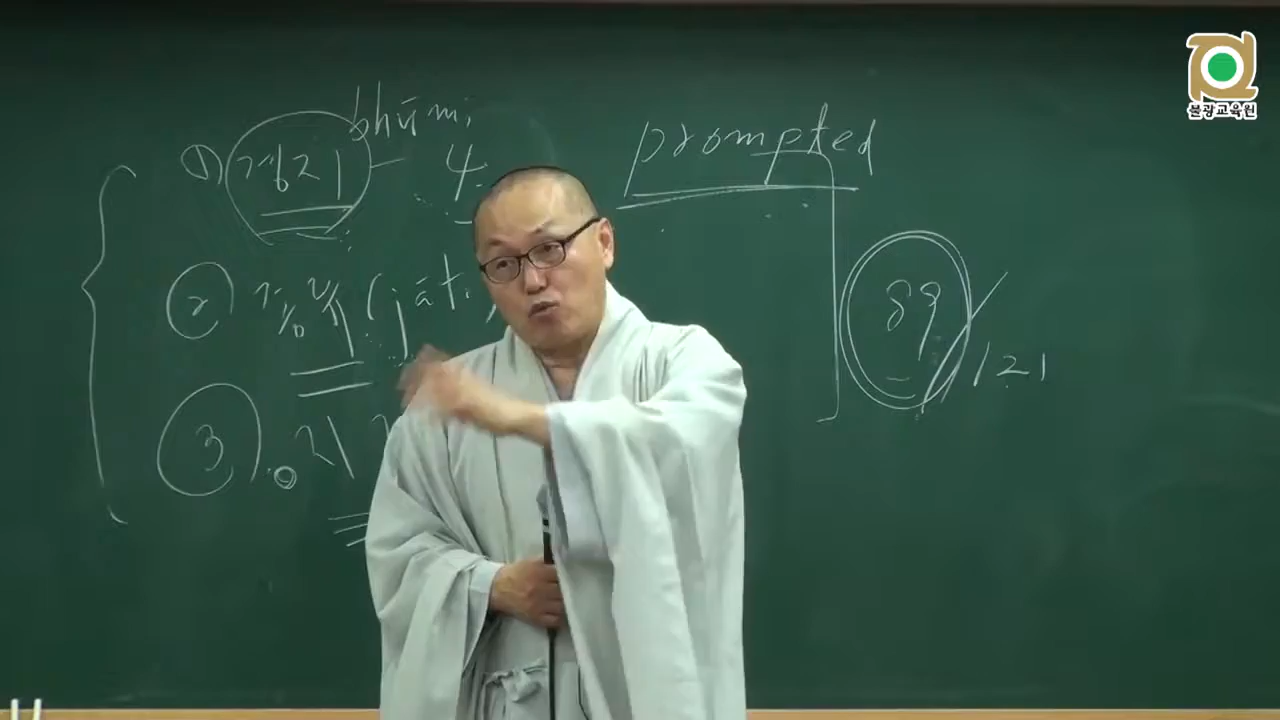 불광교육원
bhūmi
① 경지 — 4
prompted
② 종류 (jāti
89 / 121
3